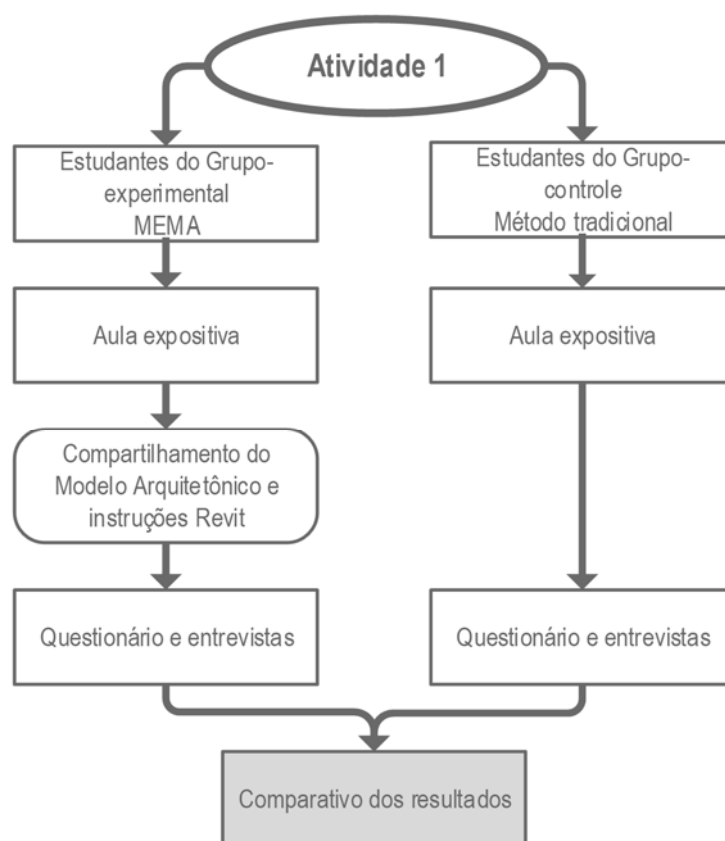 Atividade 1
Estudantes do Grupo-
experimental
MEMA
Estudantes do Grupo-
controle
Método tradicional
Aula expositiva
Aula expositiva
Compartilhamento do
Modelo Arquitetônico e
instruções Revit
Questionário e entrevistas
Questionário e entrevistas
Comparativo dos resultados